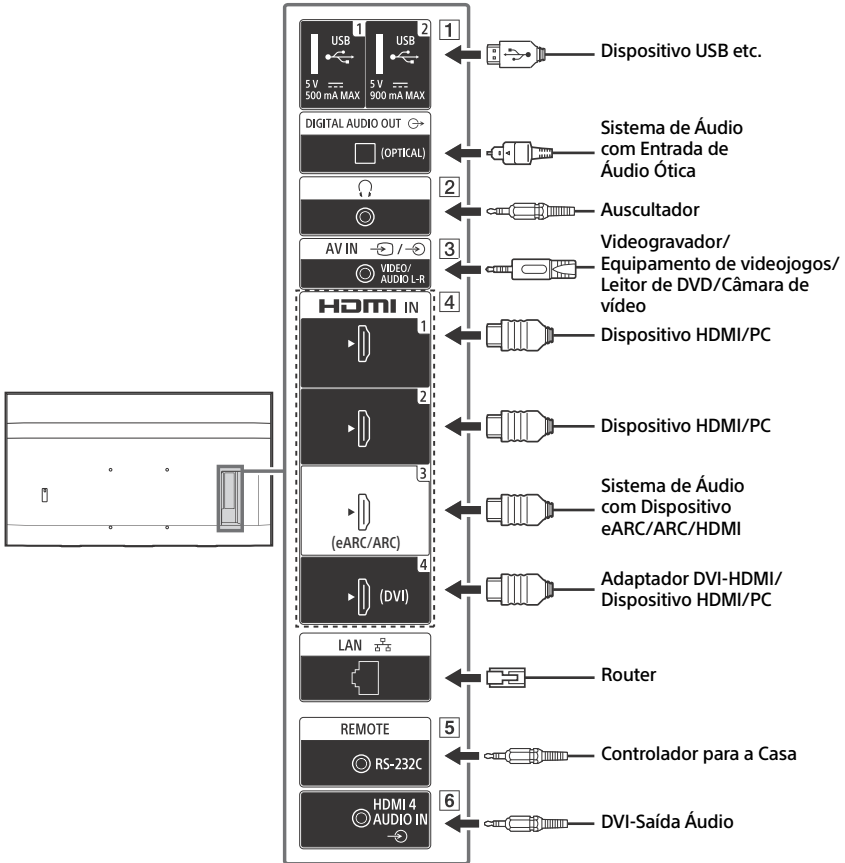 1
USB
5 V
500 mA MAX
2
USB
5 V
900 mA MAX
1
Dispositivo USB etc.
DIGITAL AUDIO OUT
(OPTICAL)
Sistema de Áudio
com Entrada de
Áudio Ótica
2
Auscultador
AV IN /
VIDEO/
AUDIO L-R
3
Videogravador/
Equipamento de videojogos/
Leitor de DVD/Câmara de
vídeo
HDMI IN
4
1
Dispositivo HDMI/PC
2
Dispositivo HDMI/PC
3
(eARC/ARC)
Sistema de Áudio
com Dispositivo
eARC/ARC/HDMI
4
(DVI)
Adaptador DVI-HDMI/
Dispositivo HDMI/PC
LAN
Router
REMOTE
5
RS-232C
Controlador para a Casa
HDMI 4
AUDIO IN
6
DVI-Saída Áudio